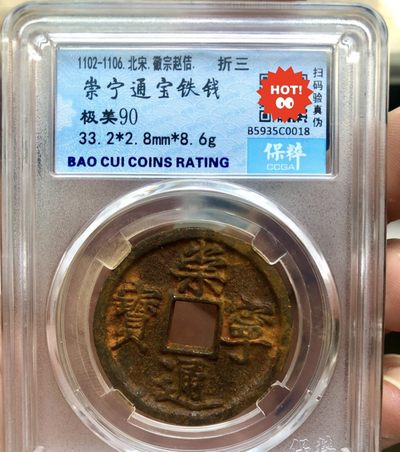 1102-1106.北宋.徽宗赵佶. 折三
崇宁通宝铁钱
极美90
33.2*2.8mm*8.6g
BAO CUI COINS RATING
HOT!
扫码验真伪
B5935C0018
保粹
CCGA
崇
寧
通
寳